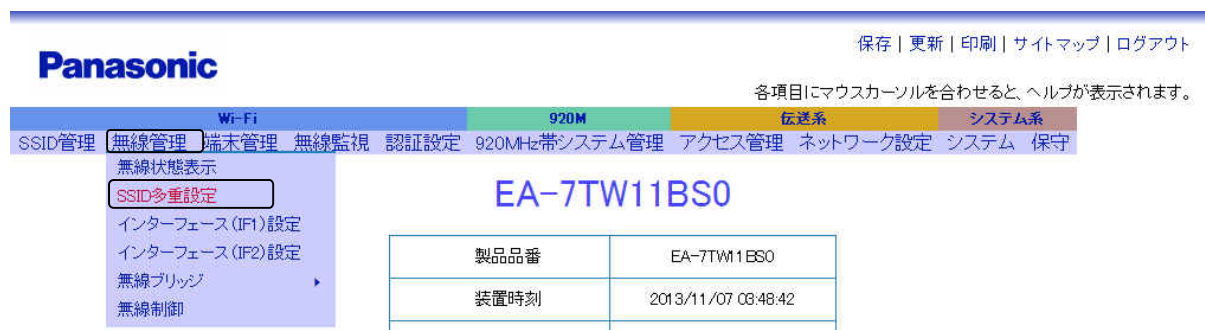 保存 | 更新 | 印刷 | サイトマップ | ログアウト
Panasonic
各項目にマウスカーソルを合わせると、ヘルプが表示されます。
Wi-Fi 920M 伝送系 システム系
SSID管理 無線管理 端末管理 無線監視 認証設定 920MHz帯システム管理 アクセス管理 ネットワーク設定 システム 保守
無線状態表示
SSID多重設定
インターフェース(IF1)設定
インターフェース(IF2)設定
無線ブリッジ
無線制御
EA-7TW11BS0
製品品番 EA-7TW11BS0
装置時刻 2013/11/07 03:48:42